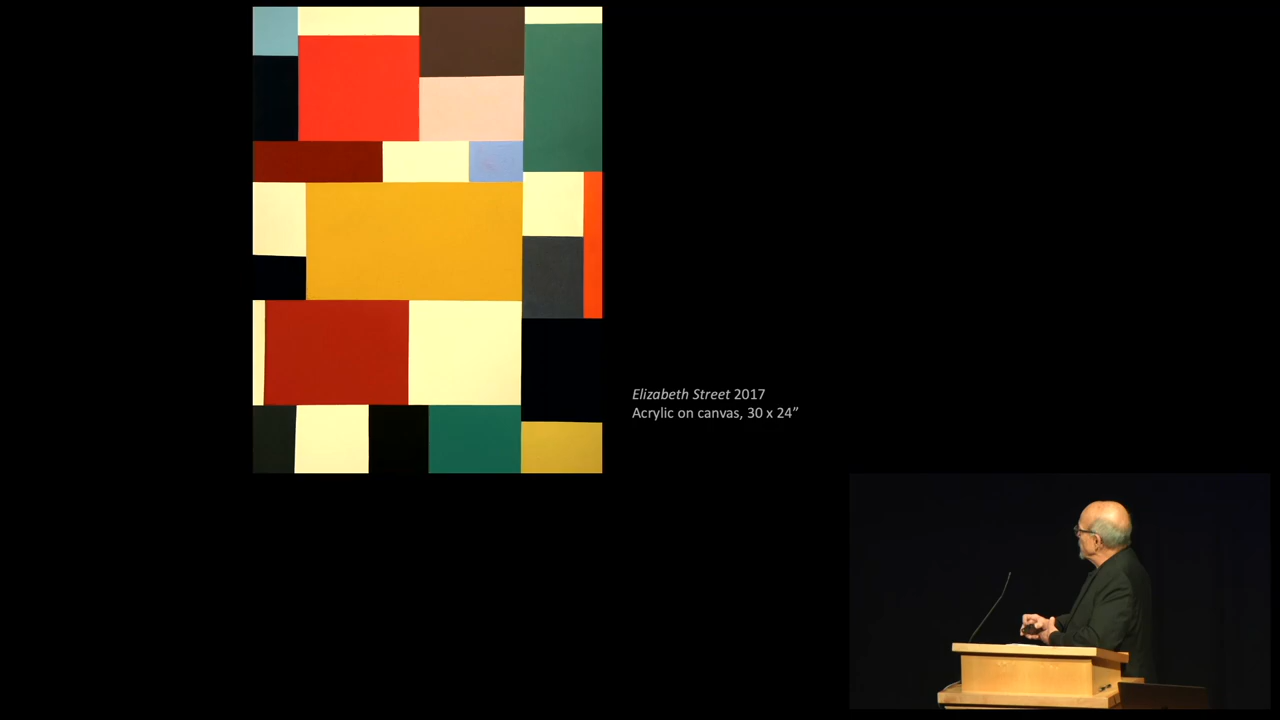 Elizabeth Street 2017
Acrylic on canvas, 30 x 24”